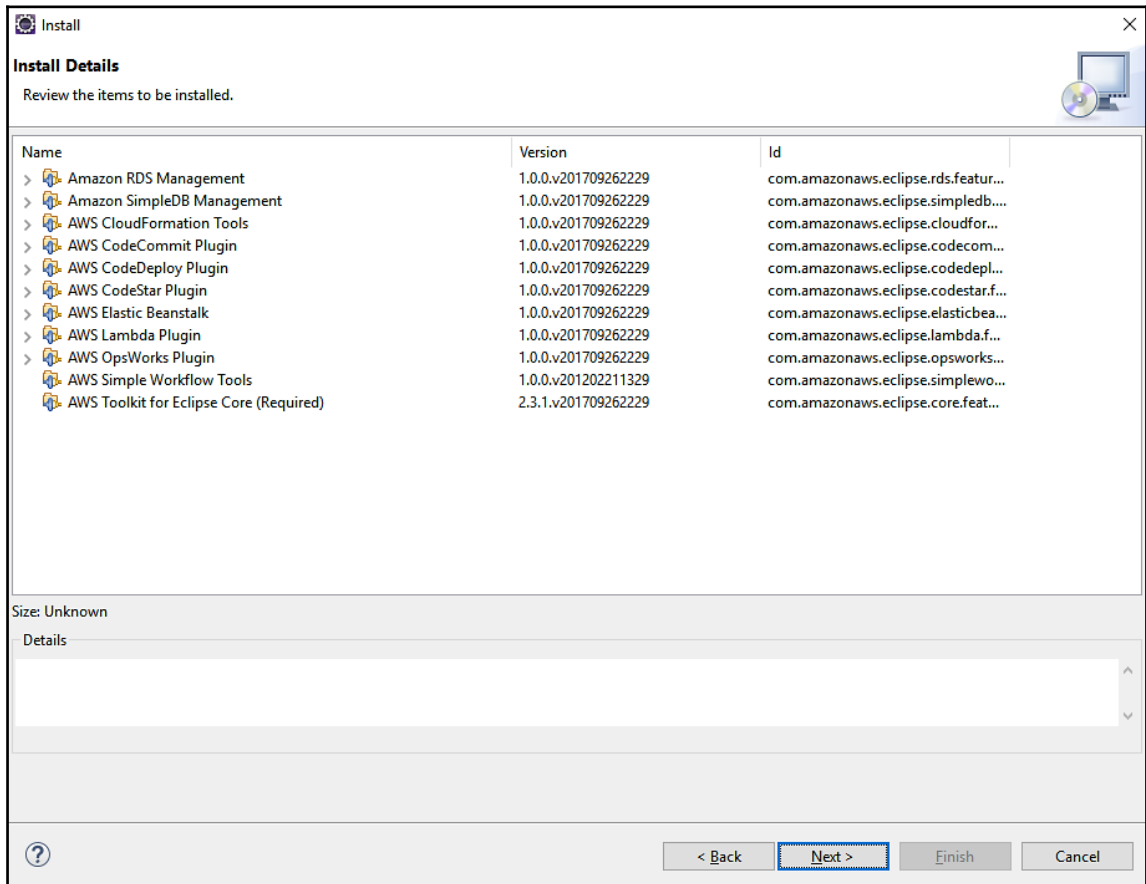 Install
Install Details
Review the items to be installed.
Name Version Id
Amazon RDS Management 1.0.0.v201709262229 com.amazonaws.eclipse.rds.featur...
Amazon SimpleDB Management 1.0.0.v201709262229 com.amazonaws.eclipse.simpledb....
AWS CloudFormation Tools 1.0.0.v201709262229 com.amazonaws.eclipse.cloudfor...
AWS CodeCommit Plugin 1.0.0.v201709262229 com.amazonaws.eclipse.codecom...
AWS CodeDeploy Plugin 1.0.0.v201709262229 com.amazonaws.eclipse.codedepl...
AWS CodeStar Plugin 1.0.0.v201709262229 com.amazonaws.eclipse.codestar.f...
AWS Elastic Beanstalk 1.0.0.v201709262229 com.amazonaws.eclipse.elasticbea...
AWS Lambda Plugin 1.0.0.v201709262229 com.amazonaws.eclipse.lambda.f...
AWS OpsWorks Plugin 1.0.0.v201709262229 com.amazonaws.eclipse.opsworks...
AWS Simple Workflow Tools 1.0.0.v201202211329 com.amazonaws.eclipse.simplewo...
AWS Toolkit for Eclipse Core (Required) 2.3.1.v201709262229 com.amazonaws.eclipse.core.feat...
Size: Unknown
Details
? < Back Next > Finish Cancel